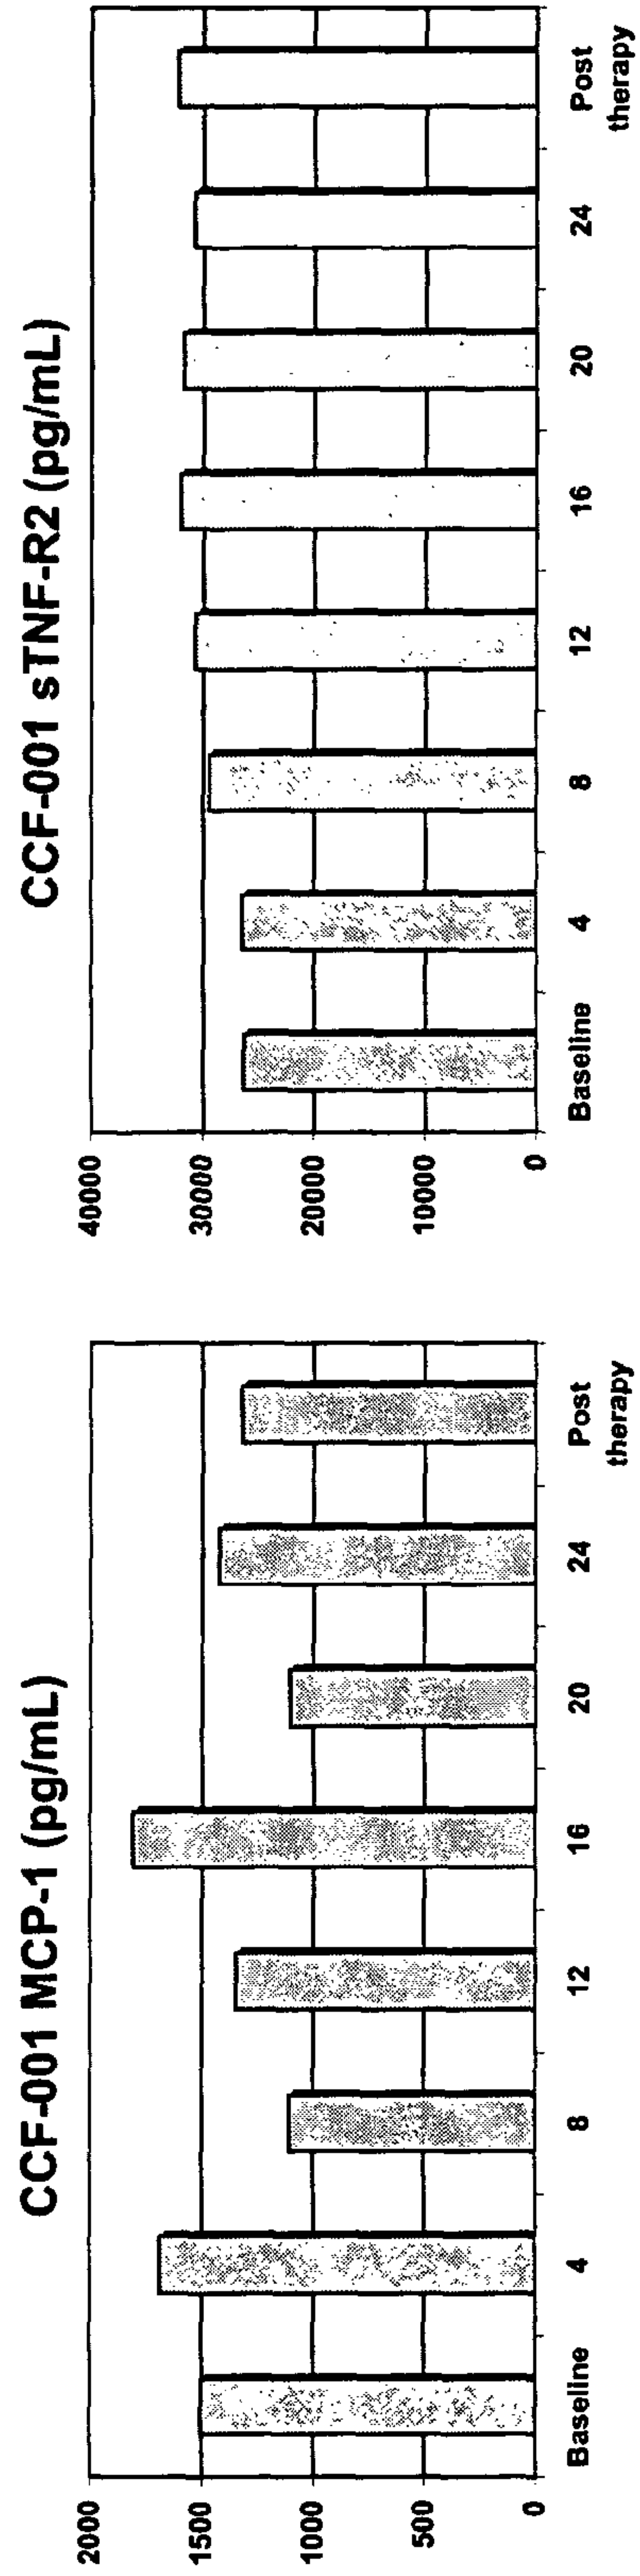 CCF-001 MCP-1 (pg/mL)
2000
1500
1000
500
0
Baseline 4 8 12 16 20 24 Post therapy
CCF-001 sTNF-R2 (pg/mL)
40000
30000
20000
10000
0
Baseline 4 8 12 16 20 24 Post therapy